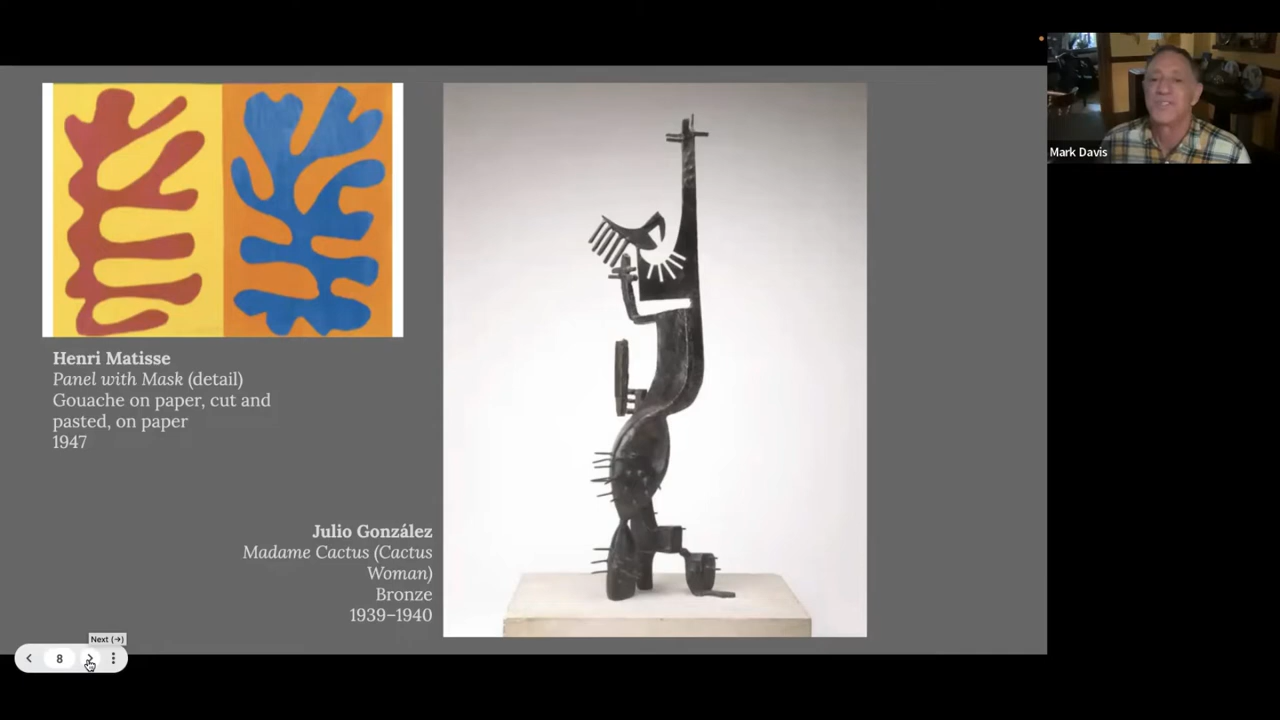 Mark Davis
Henri Matisse
Panel with Mask (detail)
Gouache on paper, cut and
pasted, on paper
1947
Julio González
Madame Cactus (Cactus
Woman)
Bronze
1939–1940
Next (→)
8